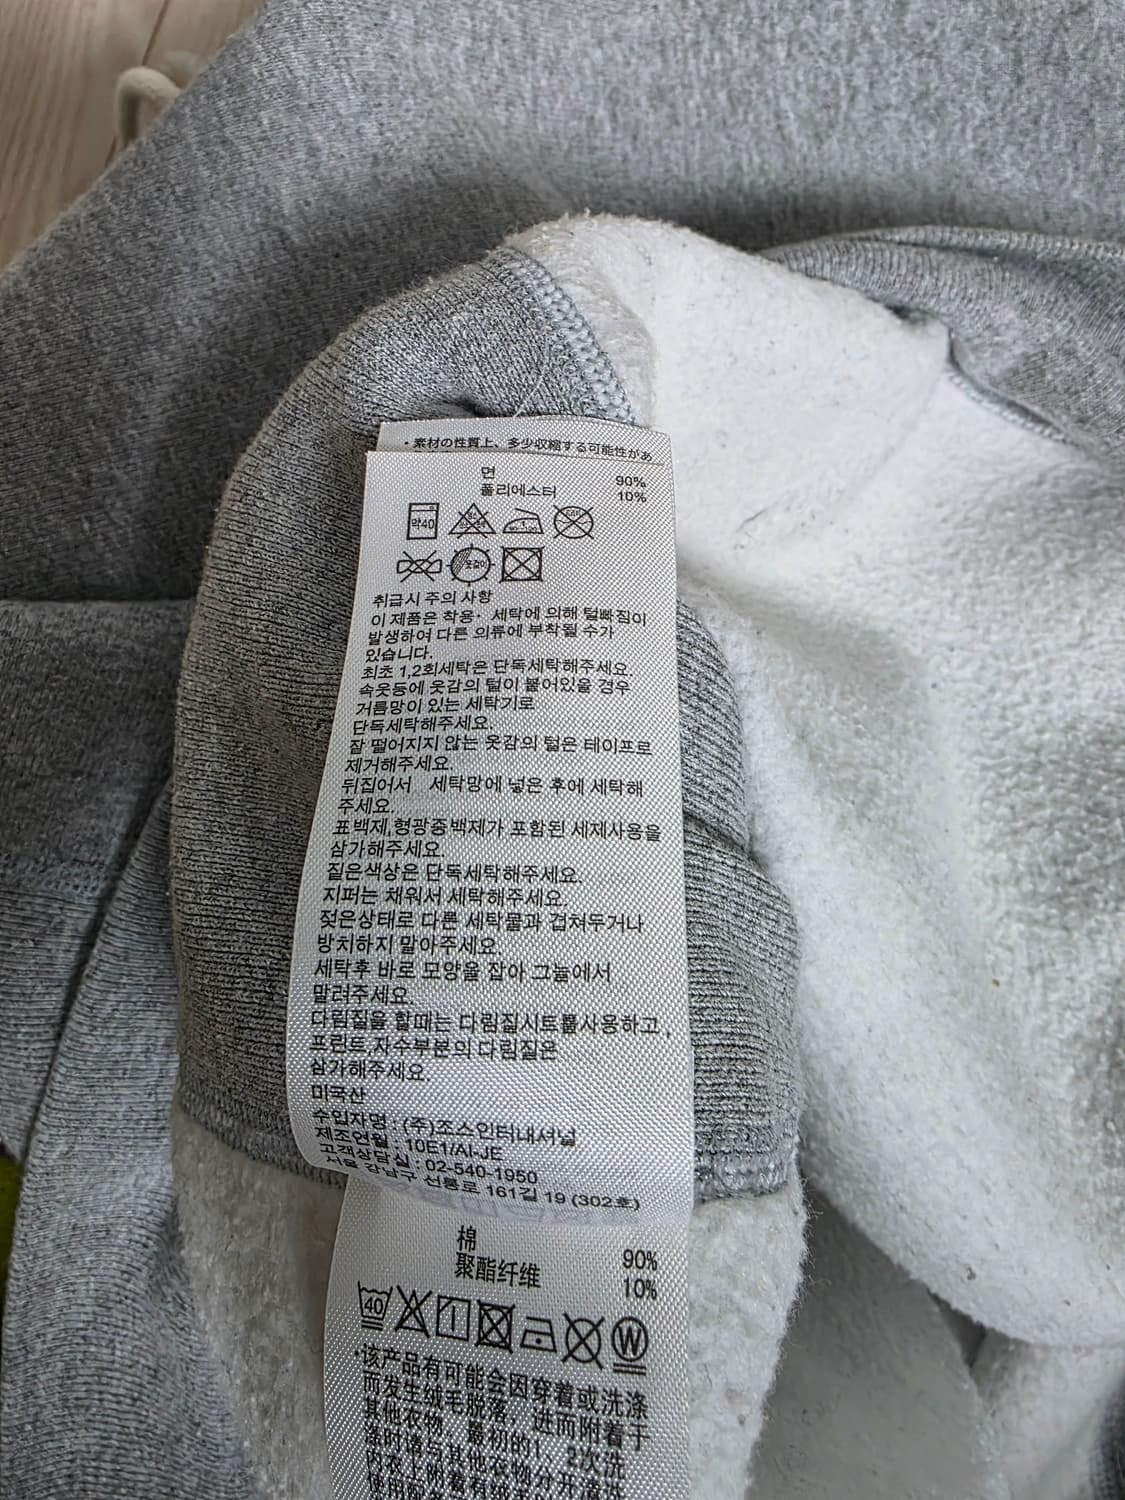 ・素材の性質上、多少収縮する可能性があ
면 90%
폴리에스터 10%
약40
취급시 주의 사항
이 제품은 착용· 세탁에 의해 털빠짐이
발생하여 다른 의류에 부착될 수가
있습니다.
최초 1,2회세탁은 단독세탁해주세요.
속옷등에 옷감의 털이 붙어있을 경우
거름망이 있는 세탁기로
단독세탁해주세요.
잘 떨어지지 않는 옷감의 털은 테이프로
제거해주세요.
뒤집어서 세탁망에 넣은 후에 세탁해
주세요.
표백제,형광증백제가 포함된 세제사용을
삼가해주세요.
짙은색상은 단독세탁해주세요.
지퍼는 채워서 세탁해주세요.
젖은상태로 다른 세탁물과 겹쳐두거나
방치하지 말아주세요.
세탁후 바로 모양을 잡아 그늘에서
말려주세요.
다림질을 할때는 다림질시트를사용하고,
프린트,자수부분의 다림질은
삼가해주세요.
미국산
수입자명 : (주)조스인터내셔널
제조연월 : 10E1/AI-JE
고객상담실 : 02-540-1950
서울 강남구 선릉로 161길 19 (302호)
棉 90%
聚酯纤维 10%
40 W
·该产品有可能会因穿着或洗涤
而发生绒毛脱落，进而附着于
其他衣物，最初的1、2次洗
涤时请与其他衣物分开清洗
内衣上附着有绒